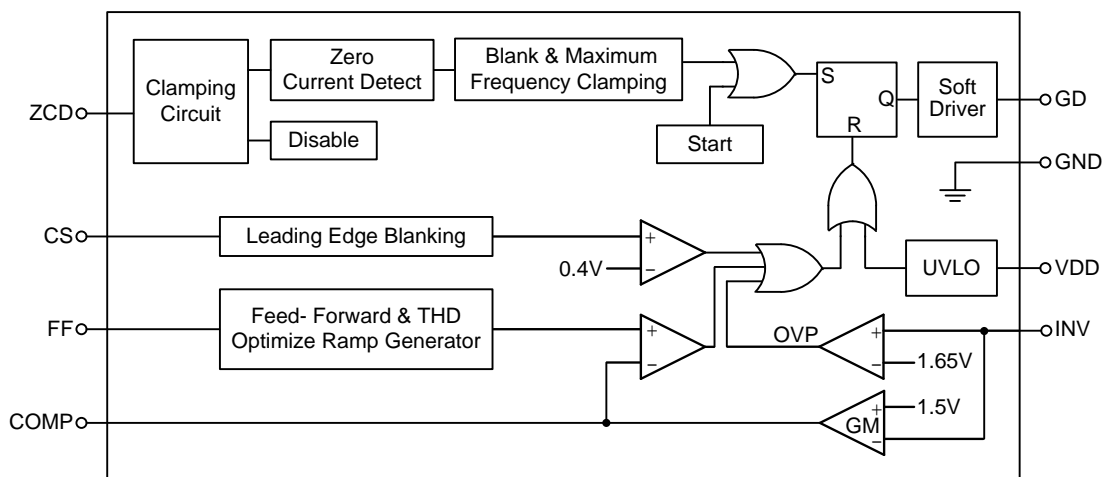 Zero
Current Detect
Blank & Maximum
Frequency Clamping
Clamping
Circuit
ZCD
Disable
Start
S
Q
R
Soft
Driver
GD
GND
CS
Leading Edge Blanking
+
0.4V
−
UVLO
VDD
FF
Feed- Forward & THD
Optimize Ramp Generator
+
−
OVP
+
−
1.65V
INV
COMP
GM
+
−
1.5V